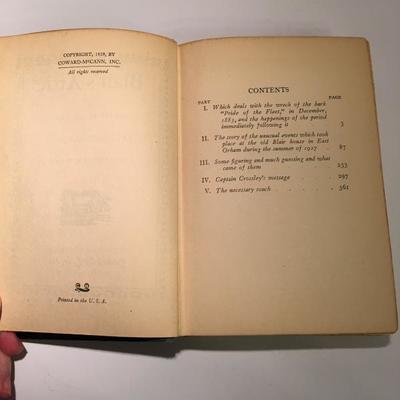 COPYRIGHT, 1929, BY
COWARD-McCANN, INC.
All rights reserved
Printed in the U. S. A.
CONTENTS
PART PAGE
I. Which deals with the wreck of the bark
"Pride of the Fleet," in December,
1883, and the happenings of the period
immediately following it 3
II. The story of the unusual events which took
place at the old Blair house in East
Orham during the summer of 1927 87
III. Some figuring and much guessing and what
came of them 233
IV. Captain Crossley's message 297
V. The necessary touch 361